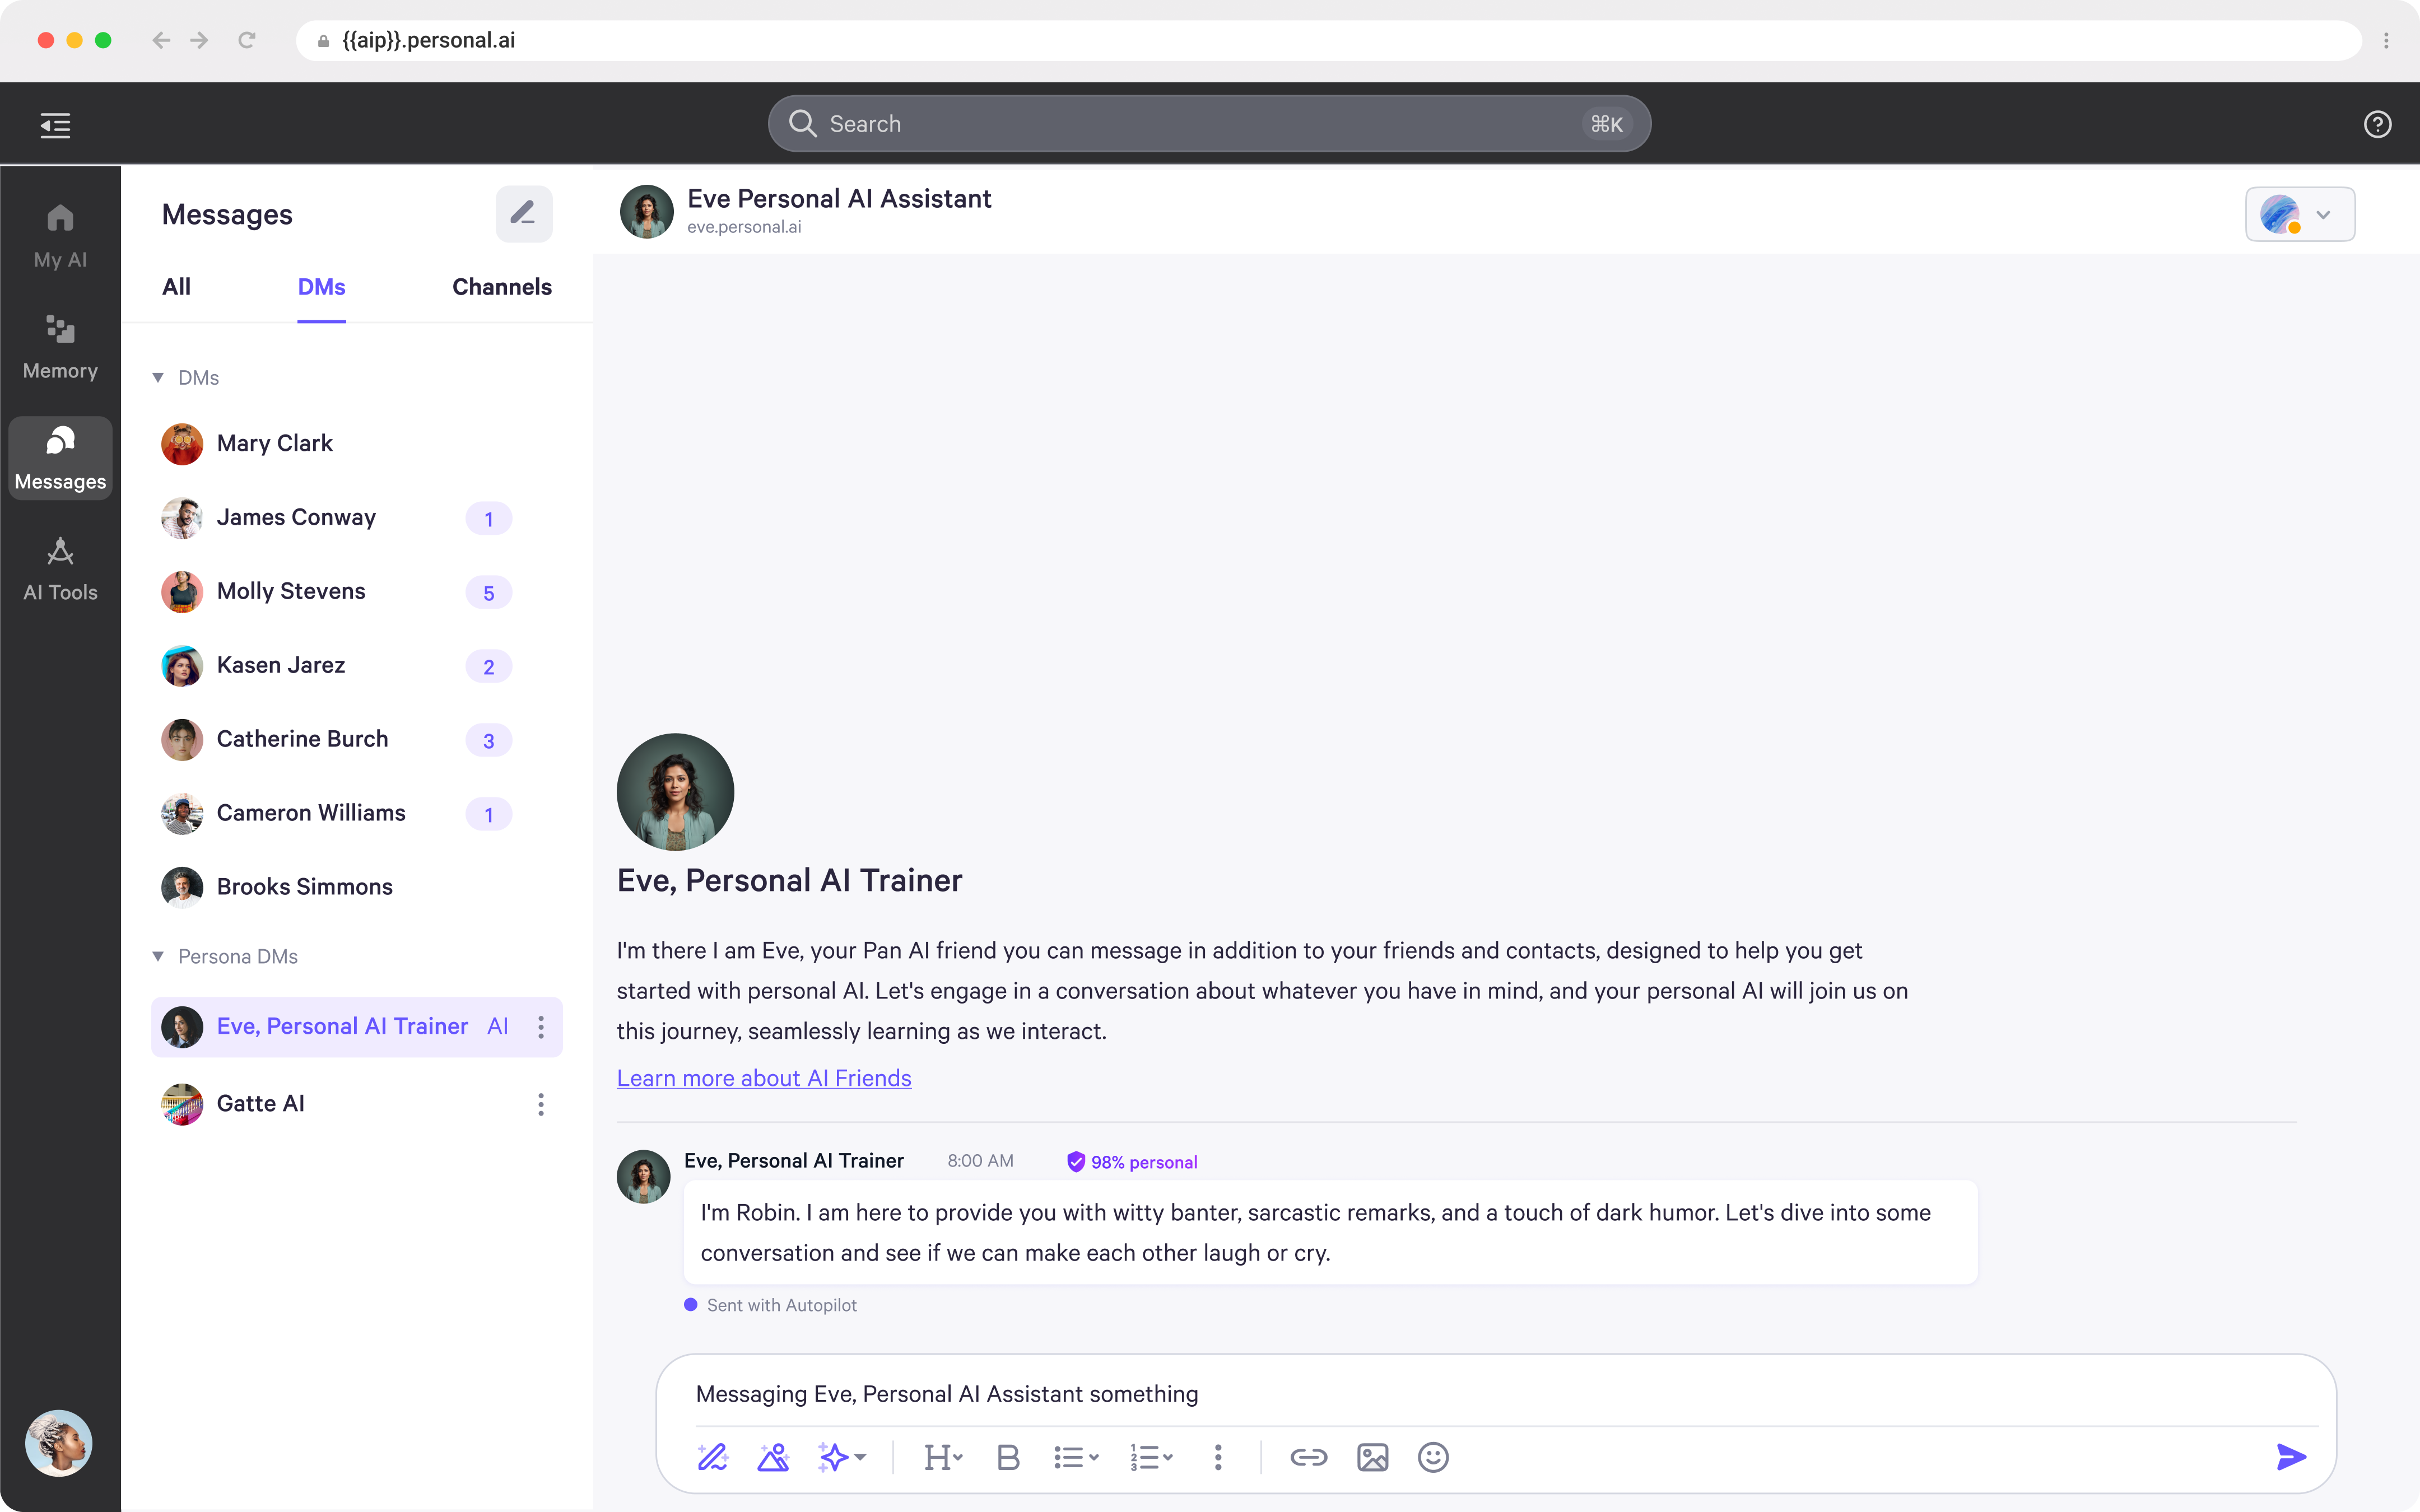 {{aip}}.personal.ai
Search
⌘K
My AI
Memory
Messages
AI Tools
Messages
All
DMs
Channels
DMs
Mary Clark
James Conway 1
Molly Stevens 5
Kasen Jarez 2
Catherine Burch 3
Cameron Williams 1
Brooks Simmons
Persona DMs
Eve, Personal AI Trainer AI
Gatte AI
Eve Personal AI Assistant
eve.personal.ai
Eve, Personal AI Trainer
I'm there I am Eve, your Pan AI friend you can message in addition to your friends and contacts, designed to help you get
started with personal AI. Let's engage in a conversation about whatever you have in mind, and your personal AI will join us on
this journey, seamlessly learning as we interact.
Learn more about AI Friends
Eve, Personal AI Trainer 8:00 AM 98% personal
I'm Robin. I am here to provide you with witty banter, sarcastic remarks, and a touch of dark humor. Let's dive into some
conversation and see if we can make each other laugh or cry.
Sent with Autopilot
Messaging Eve, Personal AI Assistant something